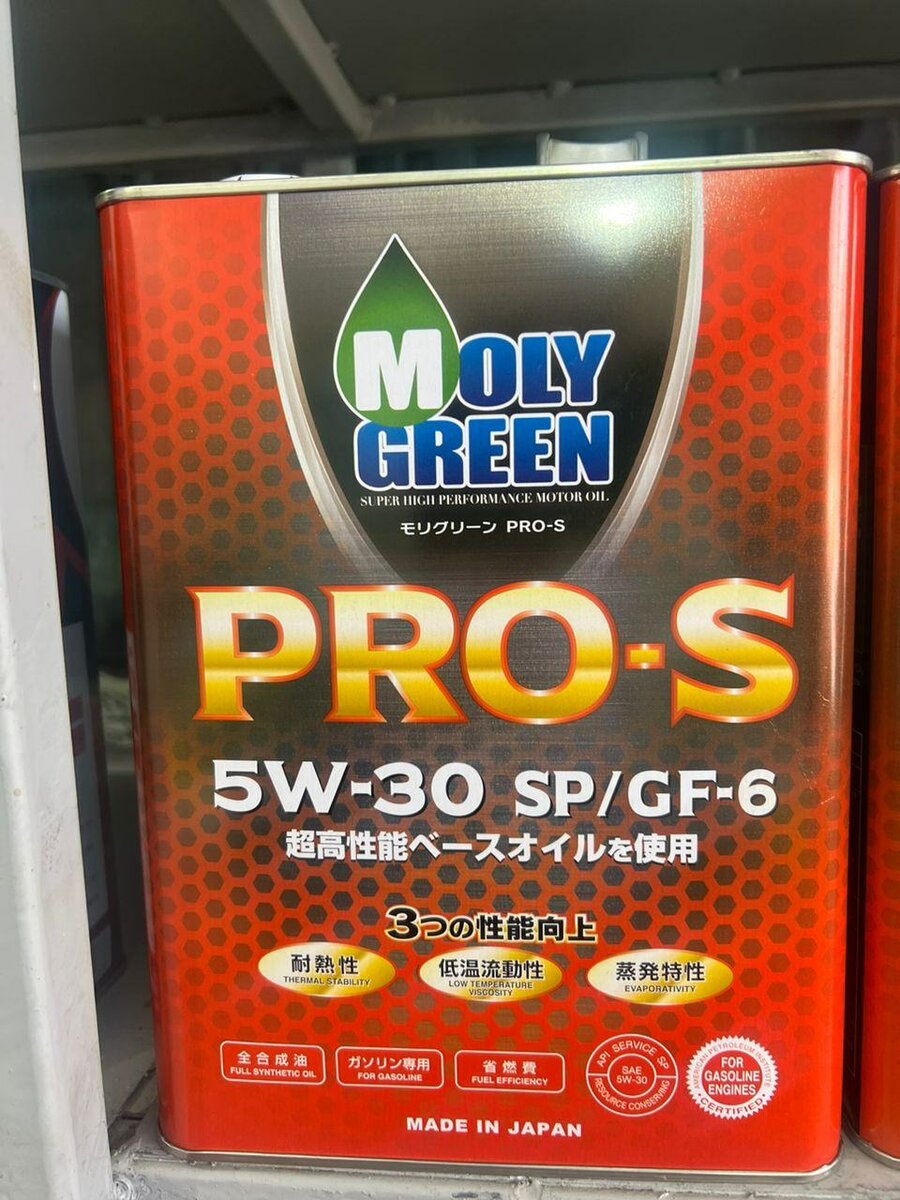 MOLY
GREEN
SUPER HIGH PERFORMANCE MOTOR OIL
モリグリーン PRO-S
PRO-S
5W-30 SP/GF-6
超高性能ベースオイルを使用
3つの性能向上
耐熱性
THERMAL STABILITY
低温流動性
LOW TEMPERATURE
VISCOSITY
蒸発特性
EVAPORATIVITY
全合成油
FULL SYNTHETIC OIL
ガソリン専用
FOR GASOLINE
省燃費
FUEL EFFICIENCY
API SERVICE SP
SAE
5W-30
RESOURCE CONSERVING
AMERICAN PETROLEUM INSTITUTE
FOR
GASOLINE
ENGINES
CERTIFIED
MADE IN JAPAN